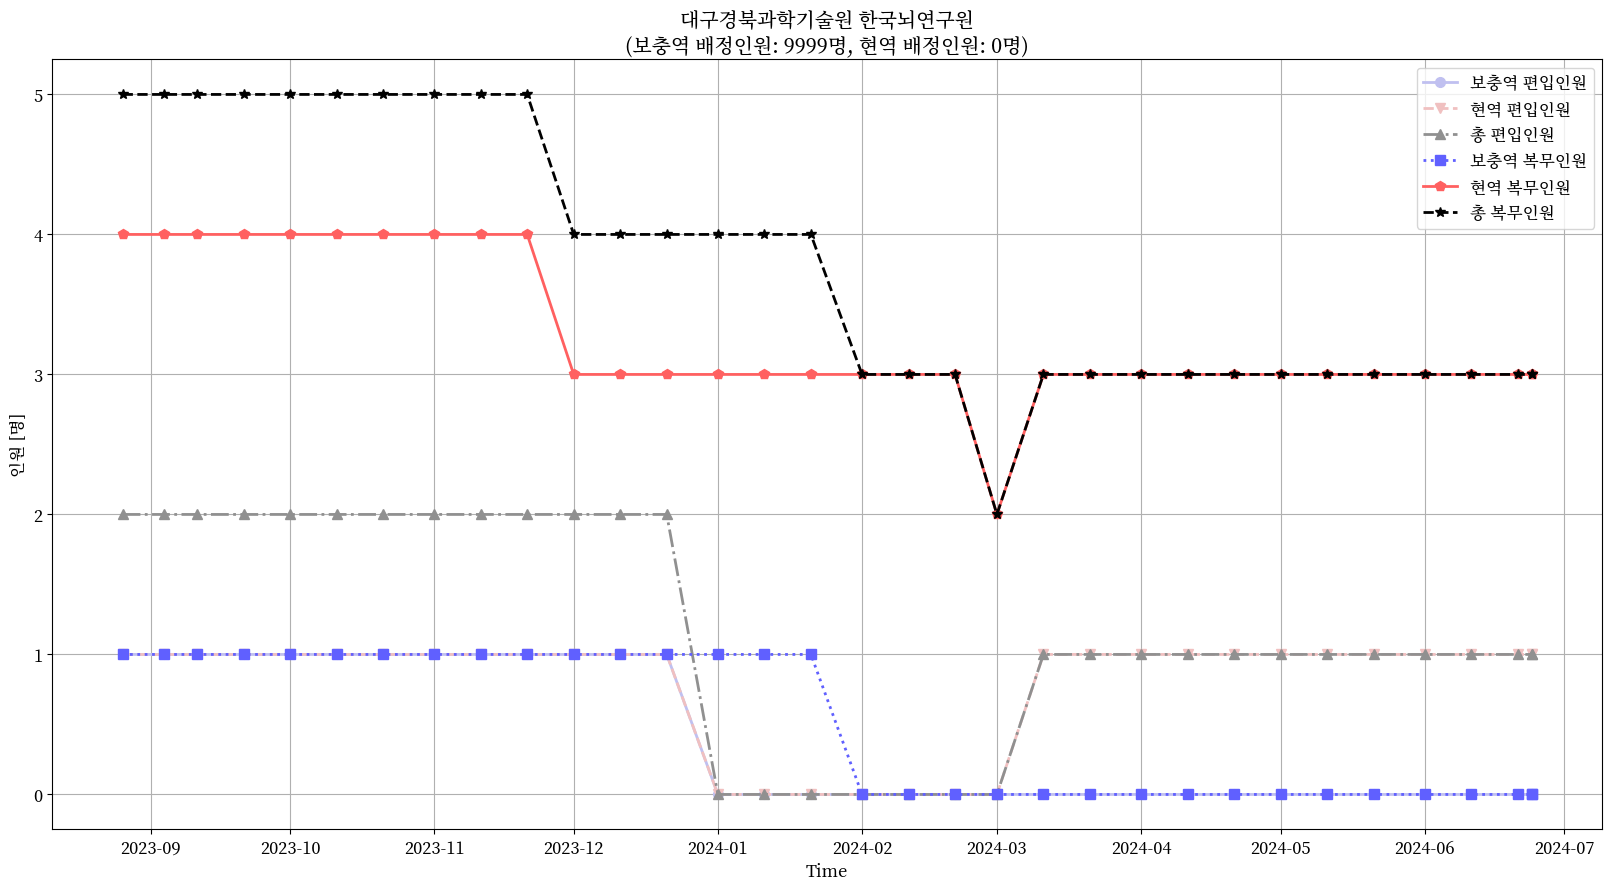 대구경북과학기술원 한국뇌연구원
(보충역 배정인원: 9999명, 현역 배정인원: 0명)
보충역 편입인원
현역 편입인원
총 편입인원
보충역 복무인원
현역 복무인원
총 복무인원
5
4
3
2
1
0
인원 [명]
2023-09
2023-10
2023-11
2023-12
2024-01
2024-02
2024-03
2024-04
2024-05
2024-06
2024-07
Time